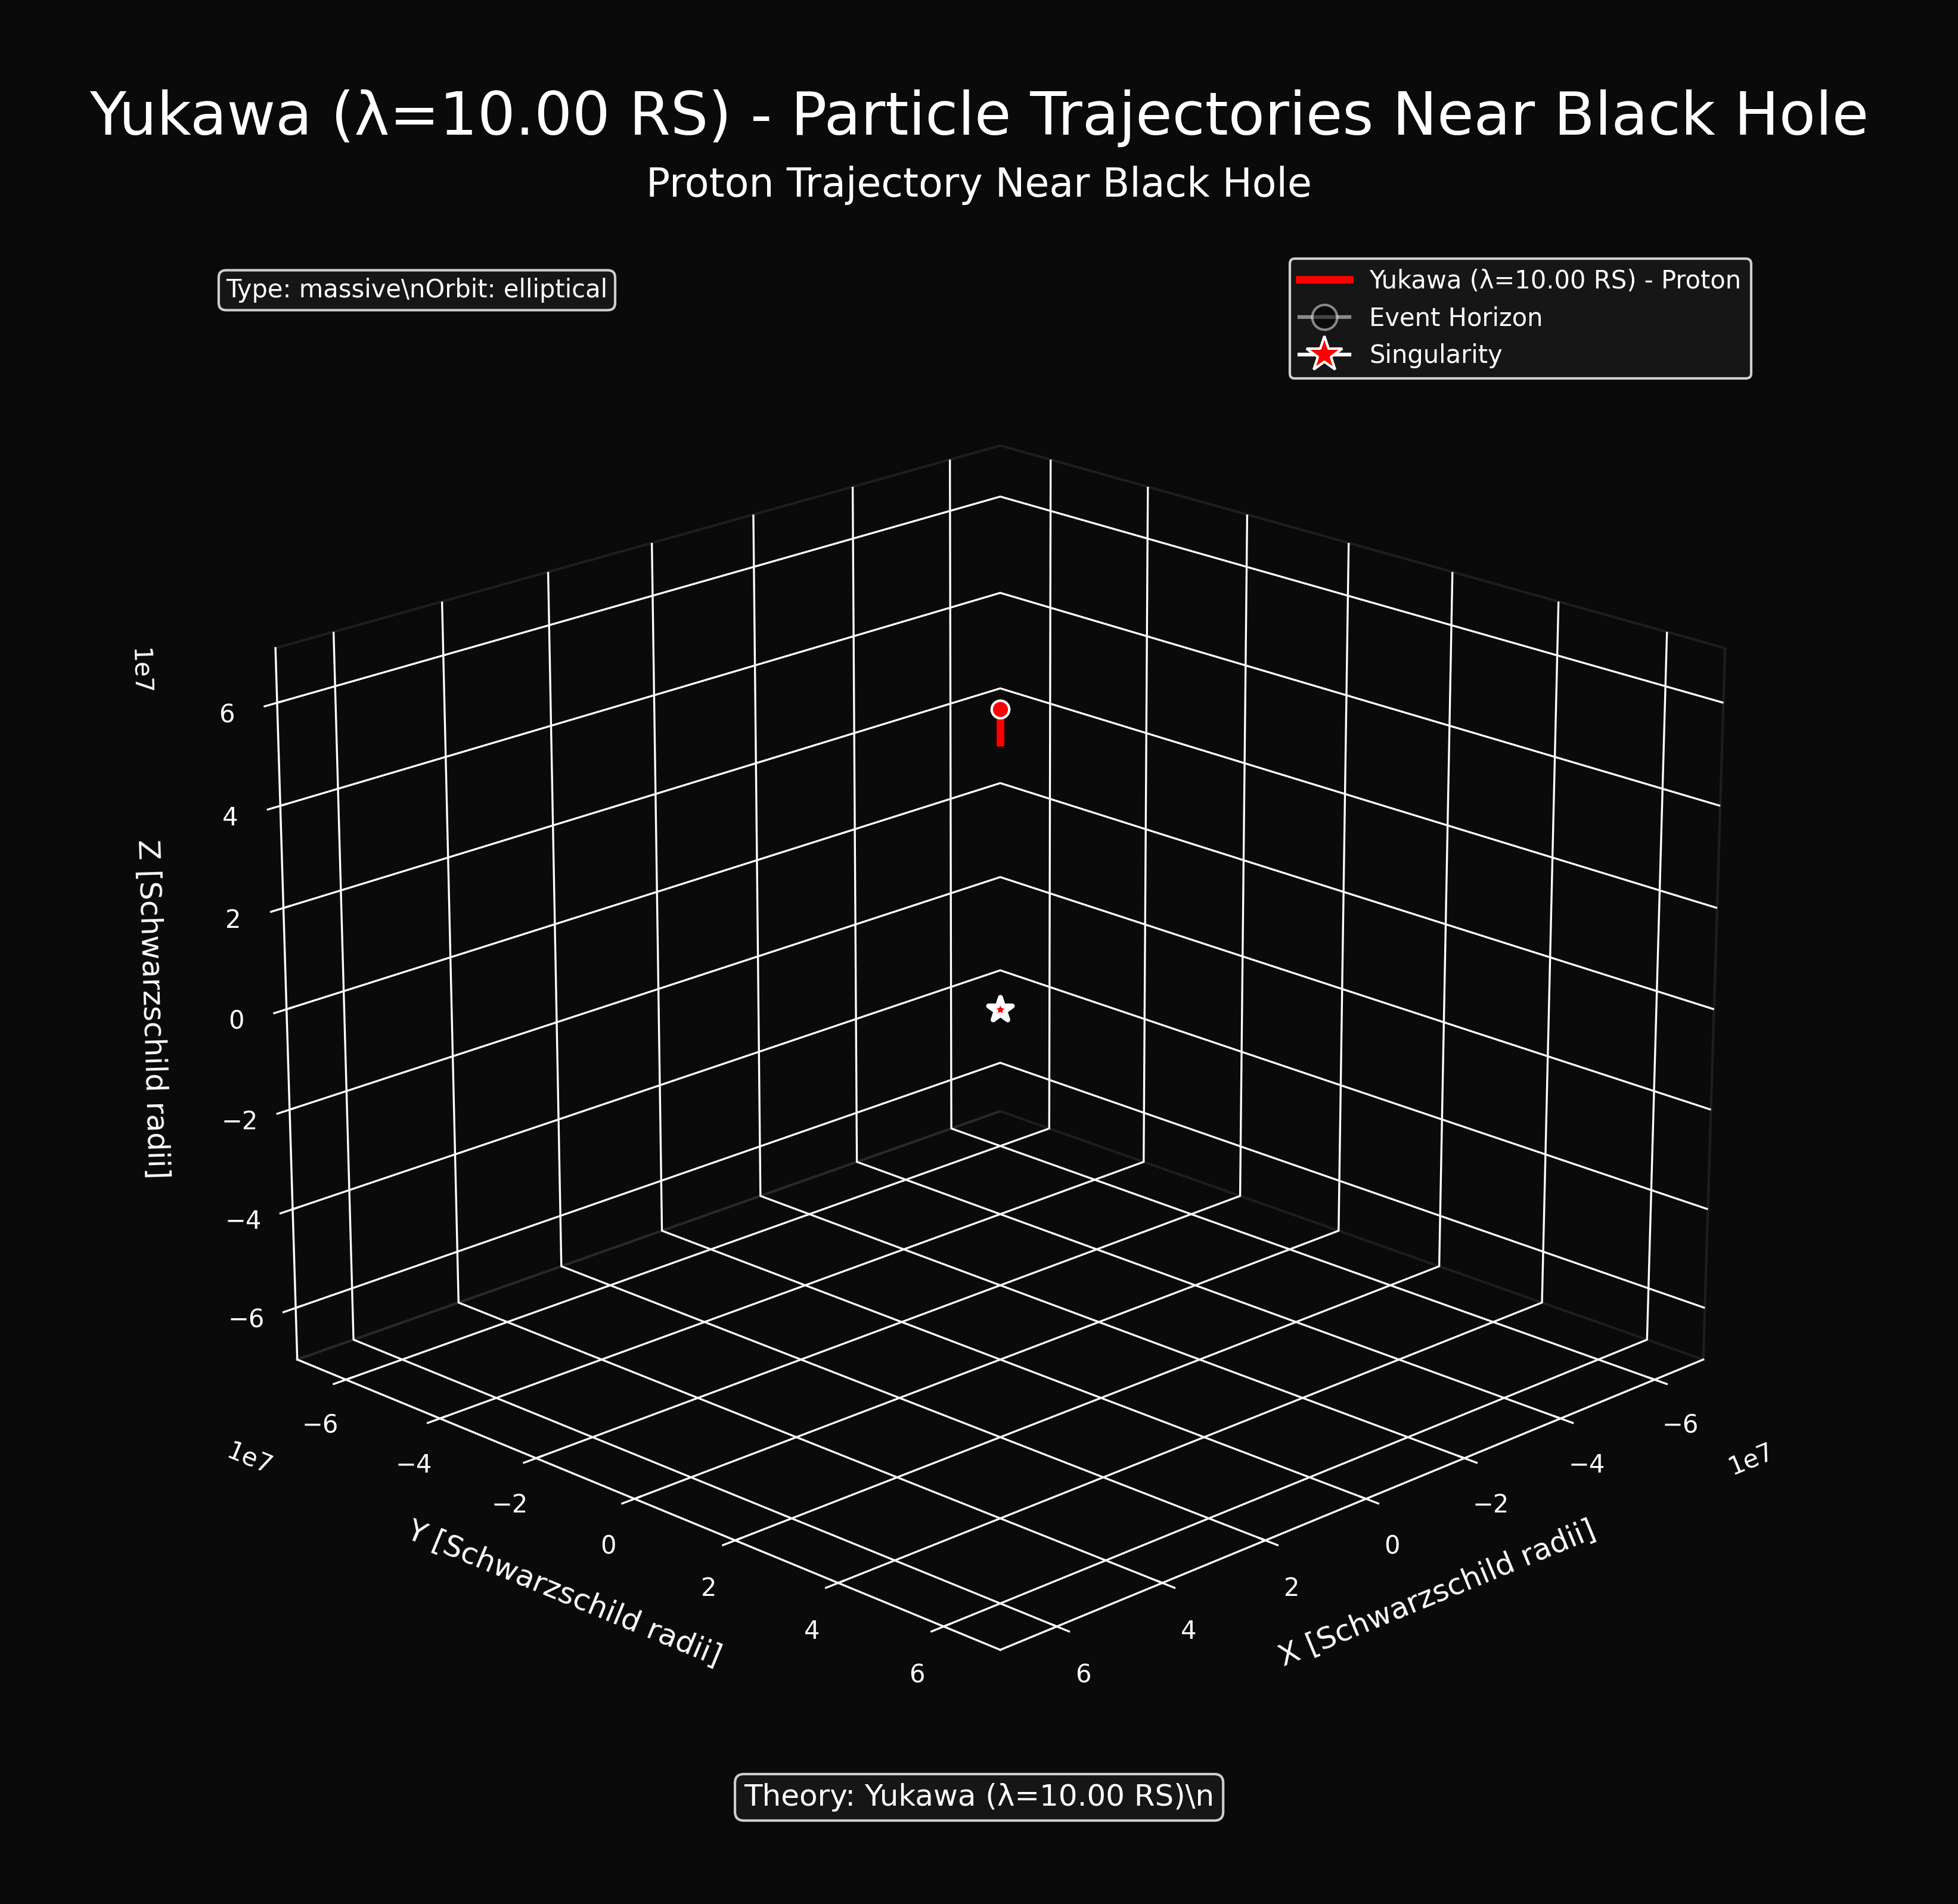 Yukawa (λ=10.00 RS) - Particle Trajectories Near Black Hole
Proton Trajectory Near Black Hole
Type: massive\nOrbit: elliptical
Yukawa (λ=10.00 RS) - Proton
Event Horizon
Singularity
1e7
6
4
2
0
−2
−4
−6
Z [Schwarzschild radii]
1e7
−6
−4
−2
0
2
4
6
Y [Schwarzschild radii]
1e7
−6
−4
−2
0
2
4
6
X [Schwarzschild radii]
Theory: Yukawa (λ=10.00 RS)\n